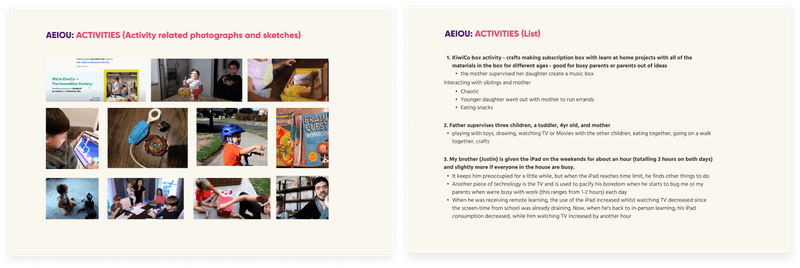 AEIOU: ACTIVITIES (Activity related photographs and sketches)
We're KiwiCo
The Innovation Factory.
BRAIN
QUEST
WORKBOOK
AEIOU: ACTIVITIES (List)
1. KiwiCo box activity - crafts making subscription box with learn at home projects with all of the
materials in the box for different ages - good for busy parents or parents out of ideas
• the mother supervised her daughter create a music box
Interacting with siblings and mother
• Chaotic
• Younger daughter went out with mother to run errands
• Eating snacks
2. Father supervises three children, a toddler, 4yr old, and mother
• playing with toys, drawing, watching TV or Movies with the other children, eating together, going on a walk
together, crafts
3. My brother (Justin) is given the iPad on the weekends for about an hour (totalling 2 hours on both days)
and slightly more if everyone in the house are busy.
• It keeps him preoccupied for a little while, but when the iPad reaches time limit, he finds other things to do
• Another piece of technology is the TV and is used to pacify his boredom when he starts to bug me or my
parents when we're busy with work (this ranges from 1-2 hours) each day
• When he was receiving remote learning, the use of the iPad increased whilst watching TV decreased since
the screen-time from school was already draining. Now, when he's back to in-person learning, his iPad
consumption decreased, while him watching TV increased by another hour